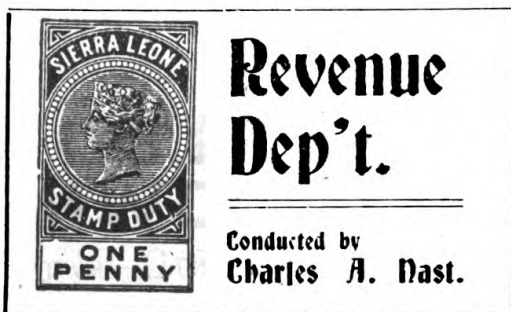 SIERRA LEONE
STAMP DUTY
ONE
PENNY
Revenue
Dep't.
Conducted by
Charles A. Nast.